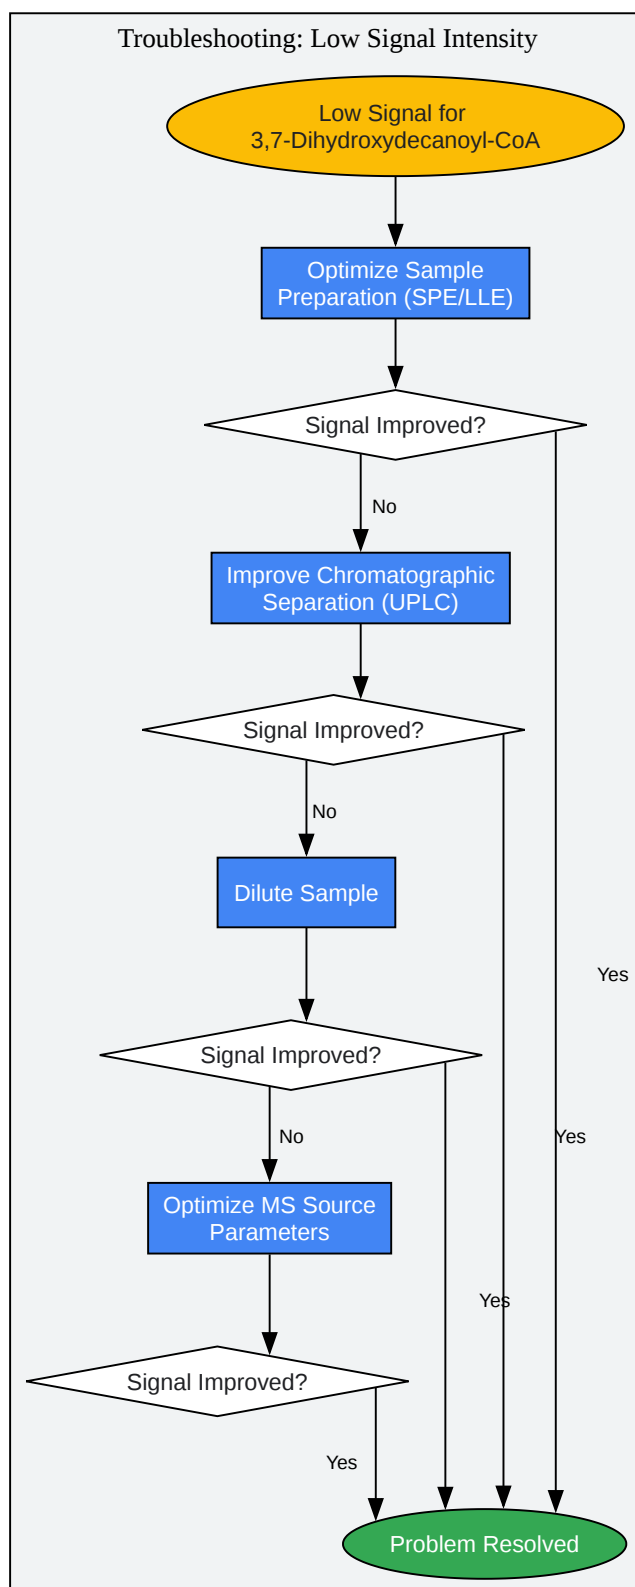 Troubleshooting: Low Signal Intensity
Low Signal for
3,7-Dihydroxydecanoyl-CoA
Optimize Sample
Preparation (SPE/LLE)
Signal Improved?
No
Improve Chromatographic
Separation (UPLC)
Signal Improved?
No
Dilute Sample
Yes
Signal Improved?
No
Yes
Optimize MS Source
Parameters
Yes
Signal Improved?
Yes
Problem Resolved